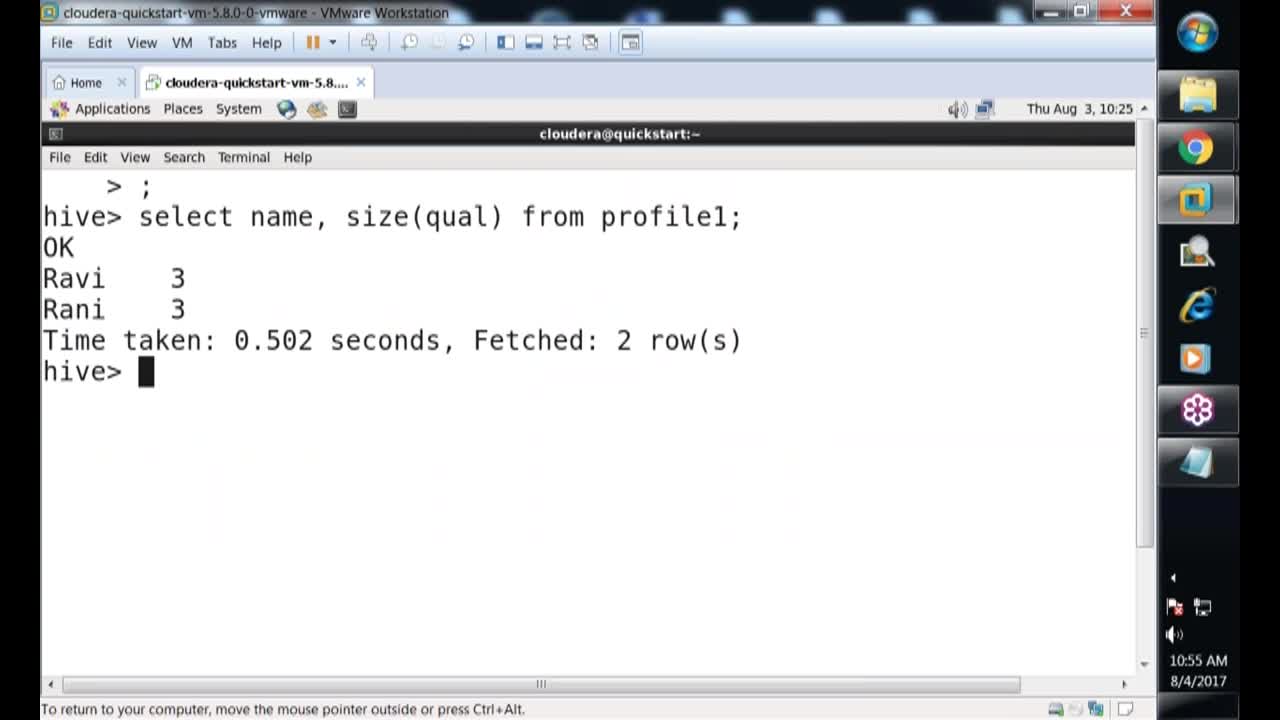 cloudera-quickstart-vm-5.8.0-0-vmware - VMware Workstation
File Edit View VM Tabs Help
Home
cloudera-quickstart-vm-5.8....
Applications Places System
Thu Aug 3, 10:25
cloudera@quickstart:~
File Edit View Search Terminal Help
> ;
hive> select name, size(qual) from profile1;
OK
Ravi 3
Rani 3
Time taken: 0.502 seconds, Fetched: 2 row(s)
hive>
10:55 AM
8/4/2017
To return to your computer, move the mouse pointer outside or press Ctrl+Alt.